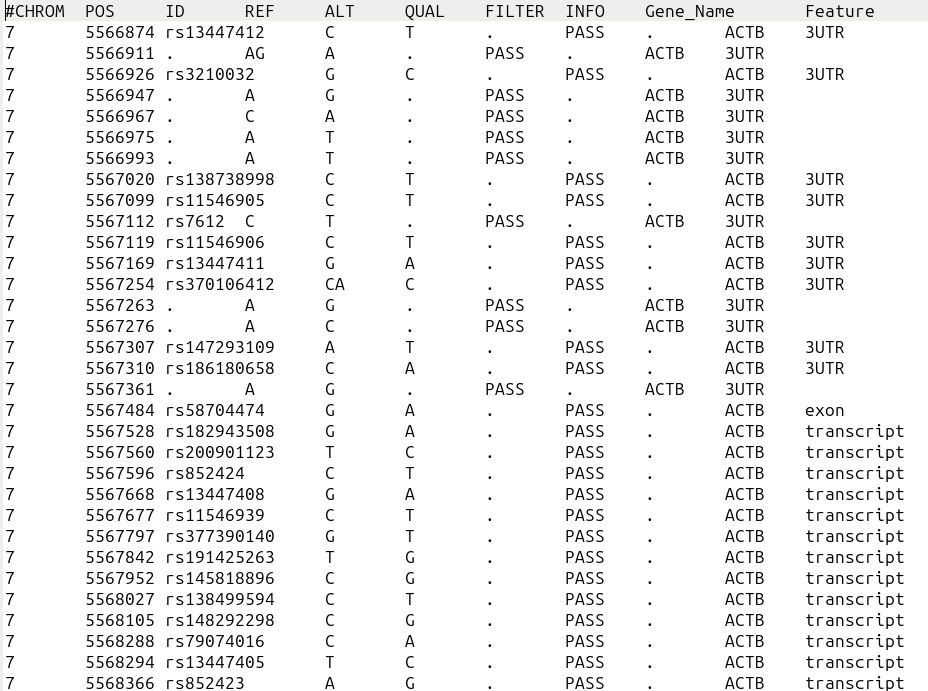 #CHROM POS ID REF ALT QUAL FILTER INFO Gene_Name Feature
7 5566874 rs13447412 C T . PASS . ACTB 3UTR
7 5566911 . AG A . PASS . ACTB 3UTR
7 5566926 rs3210032 G C . PASS . ACTB 3UTR
7 5566947 . A G . PASS . ACTB 3UTR
7 5566967 . C A . PASS . ACTB 3UTR
7 5566975 . A T . PASS . ACTB 3UTR
7 5566993 . A T . PASS . ACTB 3UTR
7 5567020 rs138738998 C T . PASS . ACTB 3UTR
7 5567099 rs11546905 C T . PASS . ACTB 3UTR
7 5567112 rs7612 C T . PASS . ACTB 3UTR
7 5567119 rs11546906 C T . PASS . ACTB 3UTR
7 5567169 rs13447411 G A . PASS . ACTB 3UTR
7 5567254 rs370106412 CA C . PASS . ACTB 3UTR
7 5567263 . A G . PASS . ACTB 3UTR
7 5567276 . A C . PASS . ACTB 3UTR
7 5567307 rs147293109 A T . PASS . ACTB 3UTR
7 5567310 rs186180658 C A . PASS . ACTB 3UTR
7 5567361 . A G . PASS . ACTB 3UTR
7 5567484 rs58704474 G A . PASS . ACTB exon
7 5567528 rs182943508 G A . PASS . ACTB transcript
7 5567560 rs200901123 T C . PASS . ACTB transcript
7 5567596 rs852424 C T . PASS . ACTB transcript
7 5567668 rs13447408 G A . PASS . ACTB transcript
7 5567677 rs11546939 C T . PASS . ACTB transcript
7 5567797 rs377390140 G T . PASS . ACTB transcript
7 5567842 rs191425263 T G . PASS . ACTB transcript
7 5567952 rs145818896 C G . PASS . ACTB transcript
7 5568027 rs138499594 C T . PASS . ACTB transcript
7 5568105 rs148292298 C G . PASS . ACTB transcript
7 5568288 rs79074016 C A . PASS . ACTB transcript
7 5568294 rs13447405 T C . PASS . ACTB transcript
7 5568366 rs852423 A G . PASS . ACTB transcript